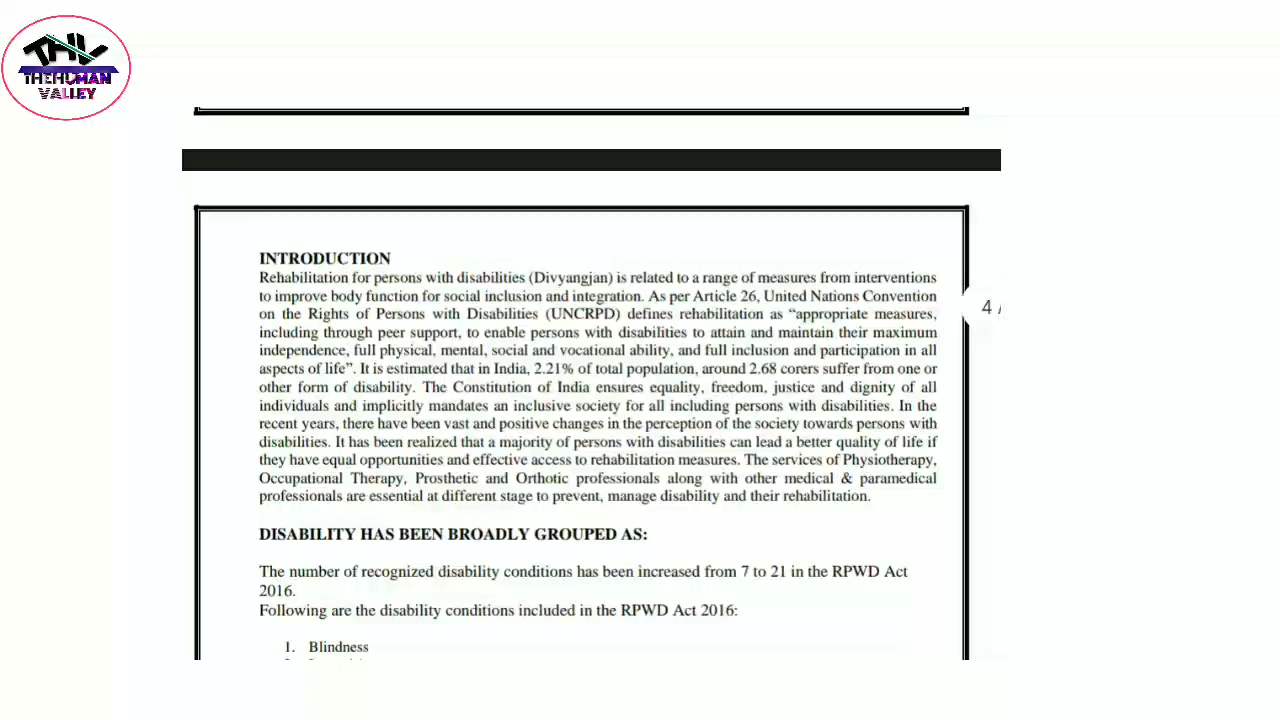 THV
THEHUMAN
VALLEY
INTRODUCTION
Rehabilitation for persons with disabilities (Divyangjan) is related to a range of measures from interventions
to improve body function for social inclusion and integration. As per Article 26, United Nations Convention
on the Rights of Persons with Disabilities (UNCRPD) defines rehabilitation as “appropriate measures,
including through peer support, to enable persons with disabilities to attain and maintain their maximum
independence, full physical, mental, social and vocational ability, and full inclusion and participation in all
aspects of life”. It is estimated that in India, 2.21% of total population, around 2.68 corers suffer from one or
other form of disability. The Constitution of India ensures equality, freedom, justice and dignity of all
individuals and implicitly mandates an inclusive society for all including persons with disabilities. In the
recent years, there have been vast and positive changes in the perception of the society towards persons with
disabilities. It has been realized that a majority of persons with disabilities can lead a better quality of life if
they have equal opportunities and effective access to rehabilitation measures. The services of Physiotherapy,
Occupational Therapy, Prosthetic and Orthotic professionals along with other medical & paramedical
professionals are essential at different stage to prevent, manage disability and their rehabilitation.
4 /
DISABILITY HAS BEEN BROADLY GROUPED AS:
The number of recognized disability conditions has been increased from 7 to 21 in the RPWD Act
2016.
Following are the disability conditions included in the RPWD Act 2016:
1. Blindness